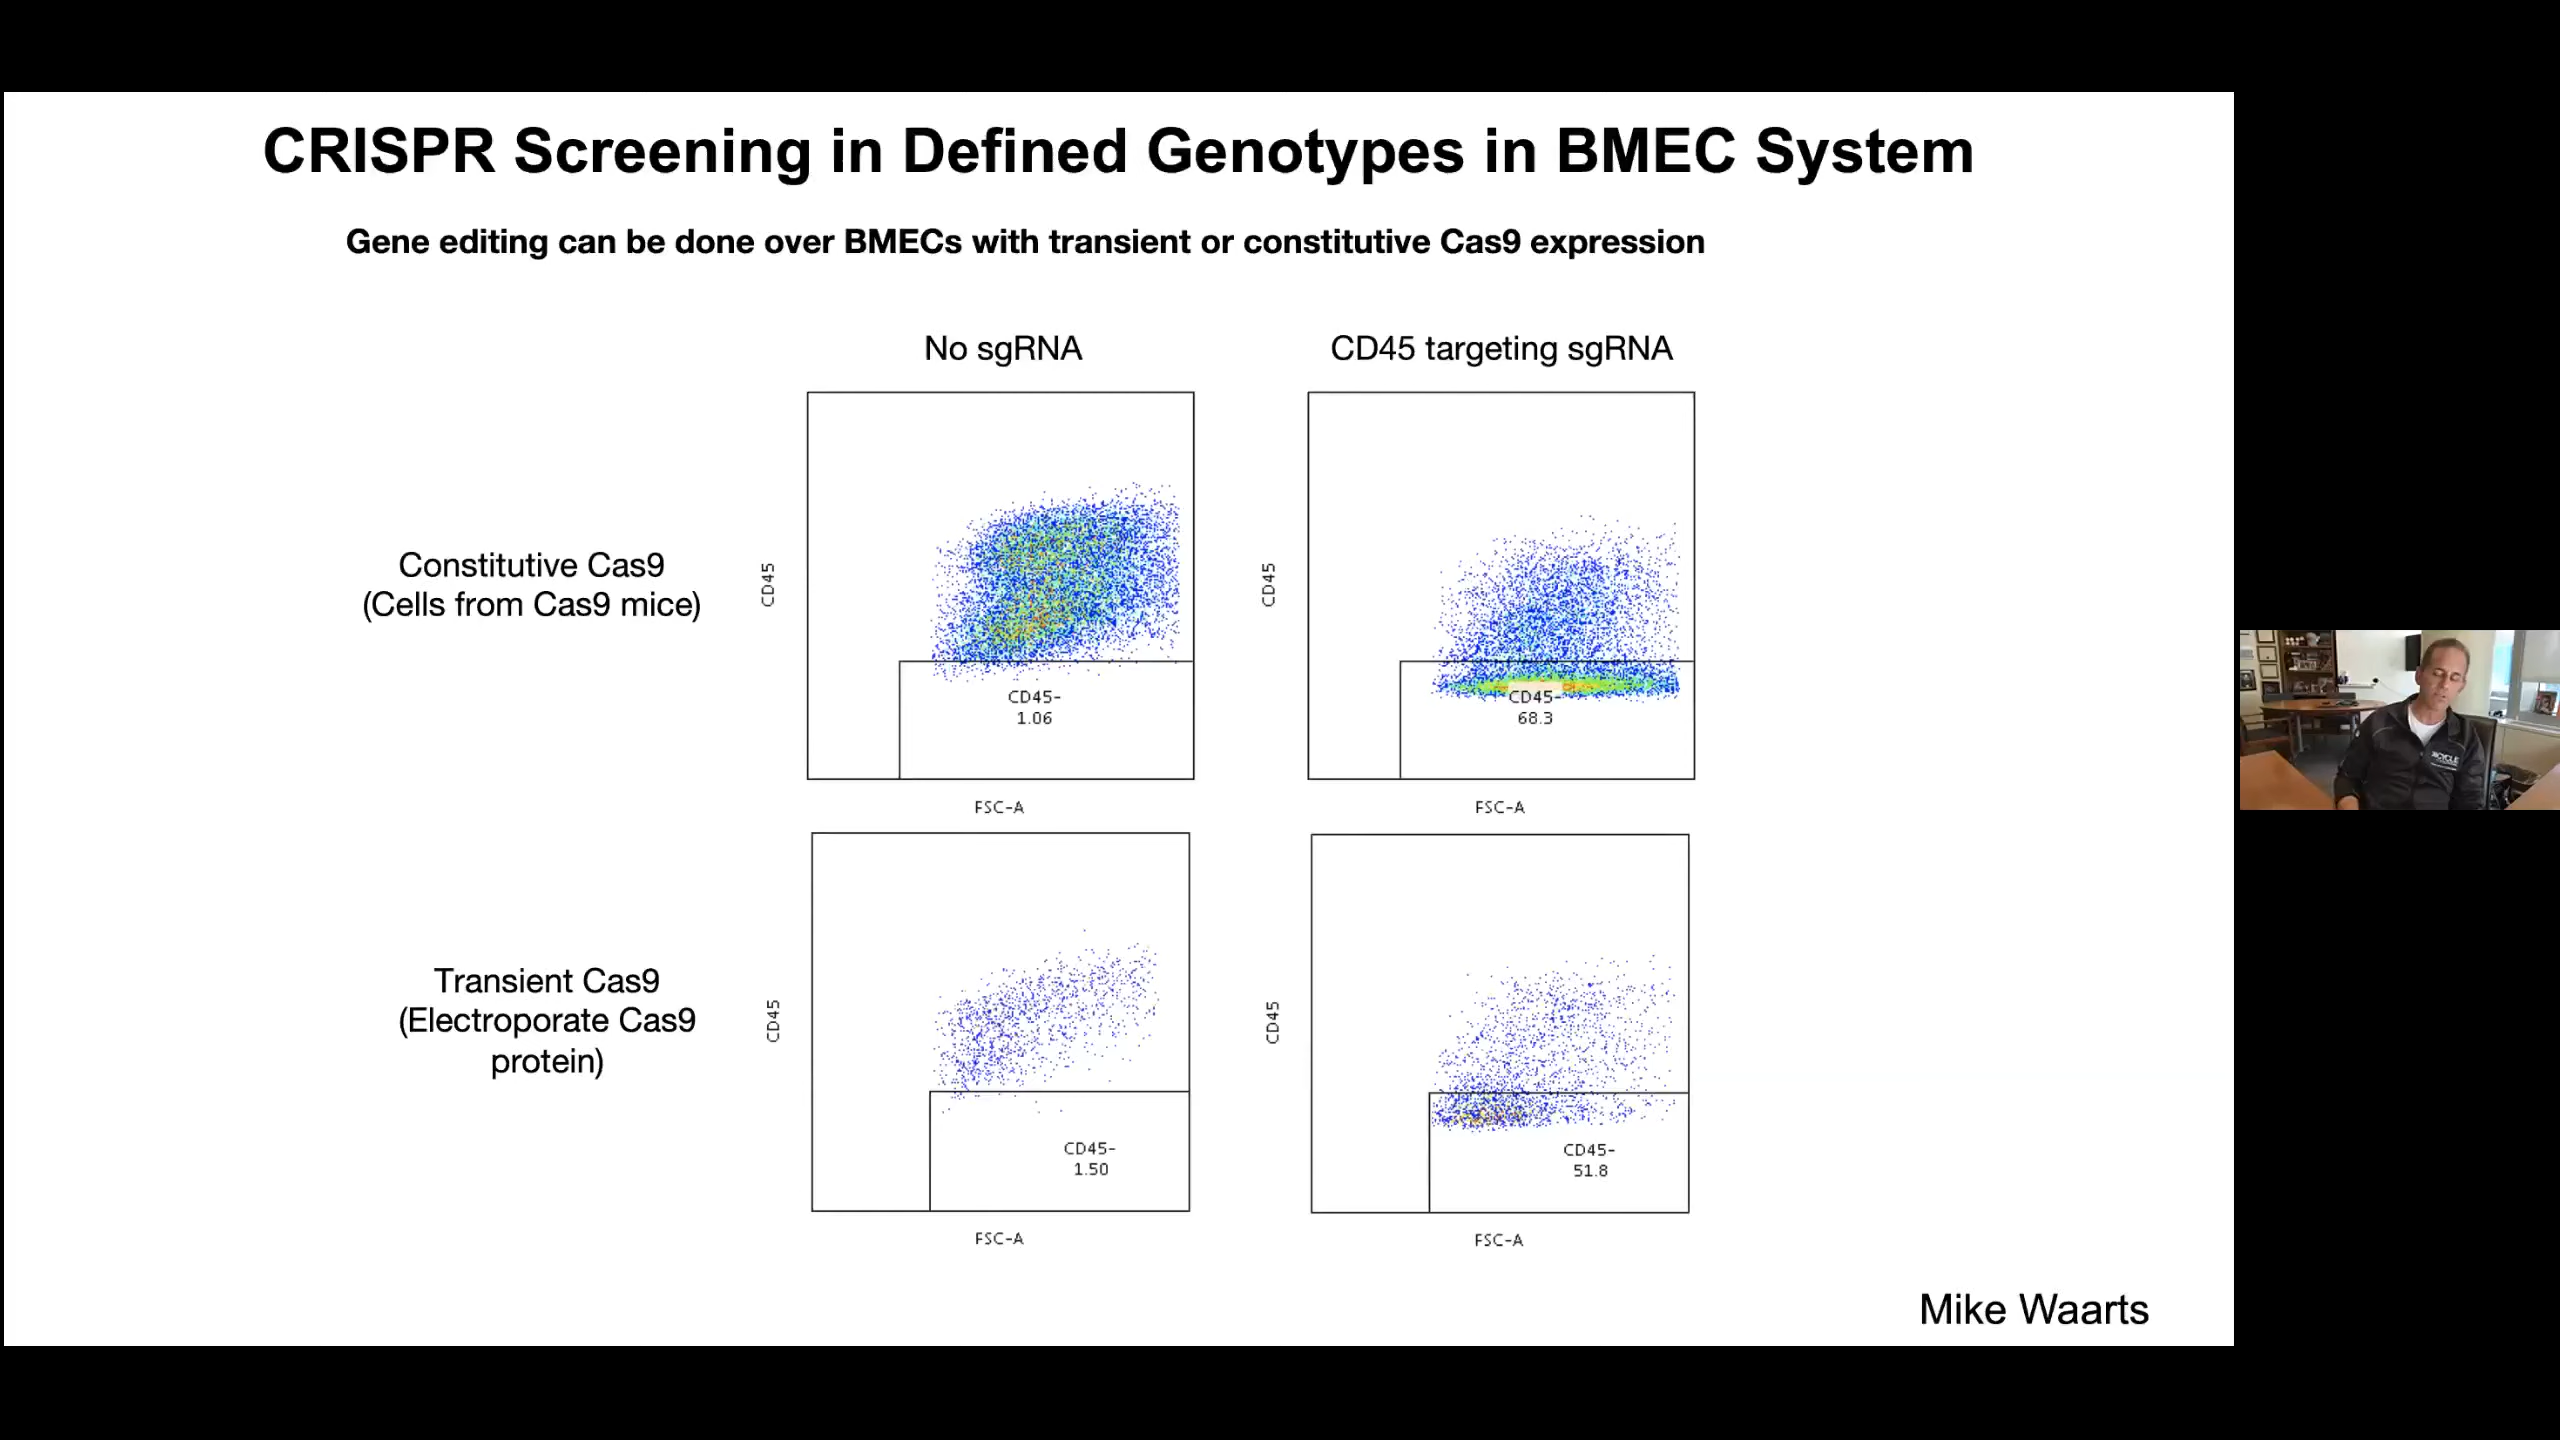 CRISPR Screening in Defined Genotypes in BMEC System
Gene editing can be done over BMECs with transient or constitutive Cas9 expression
No sgRNA
CD45 targeting sgRNA
Constitutive Cas9
(Cells from Cas9 mice)
CD45
CD45-
1.06
FSC-A
CD45
CD45-
68.3
FSC-A
Transient Cas9
(Electroporate Cas9
protein)
CD45
CD45-
1.50
FSC-A
CD45
CD45-
51.8
FSC-A
Mike Waarts